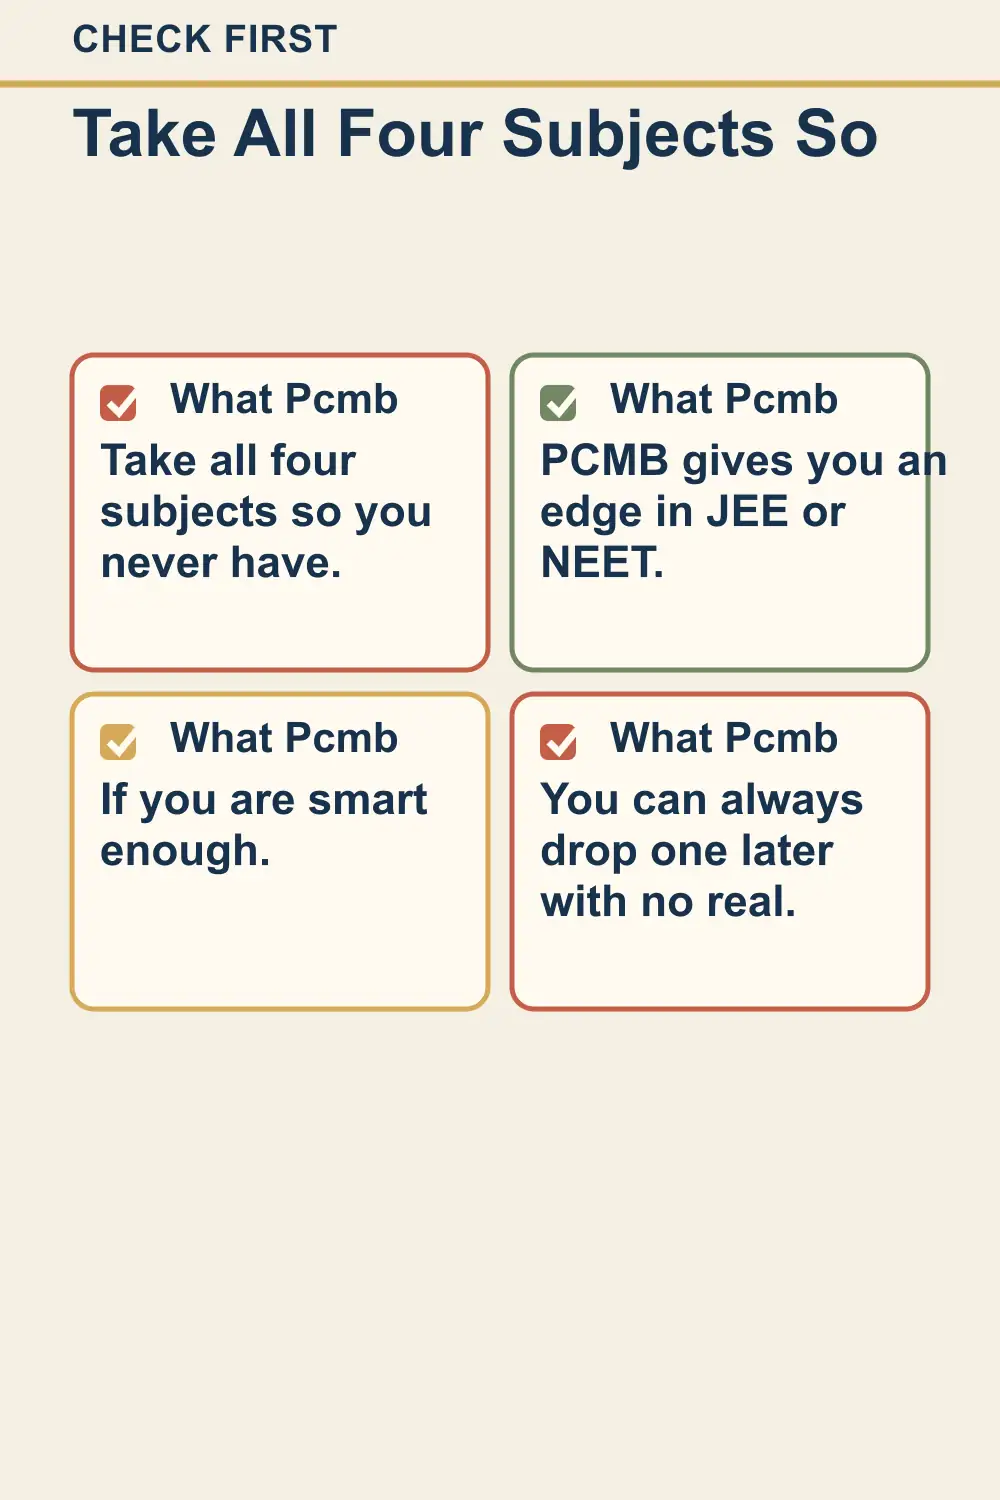 CHECK FIRST
Take All Four Subjects So
What Pcmb
Take all four
subjects so you
never have.
What Pcmb
PCMB gives you an
edge in JEE or
NEET.
What Pcmb
If you are smart
enough.
What Pcmb
You can always
drop one later
with no real.